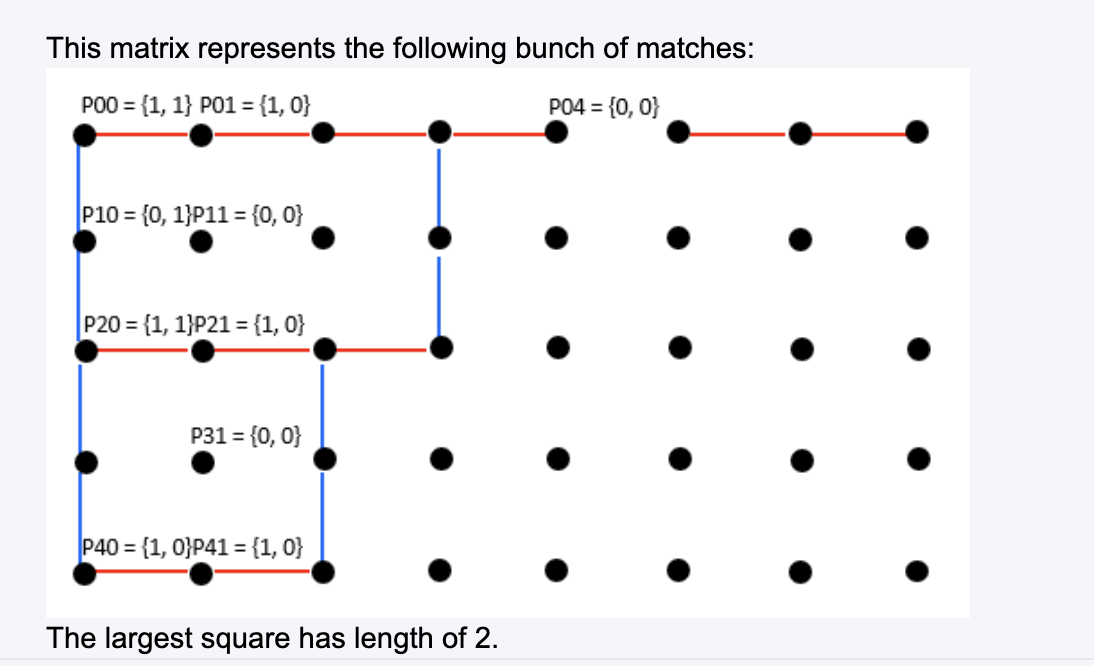 This matrix represents the following bunch of matches:
P00 = {1, 1} P01 = {1, 0} P04 = {0, 0}
P10 = {0, 1}P11 = {0, 0}
P20 = {1, 1}P21 = {1, 0}
P31 = {0, 0}
P40 = {1, 0}P41 = {1, 0}
The largest square has length of 2.